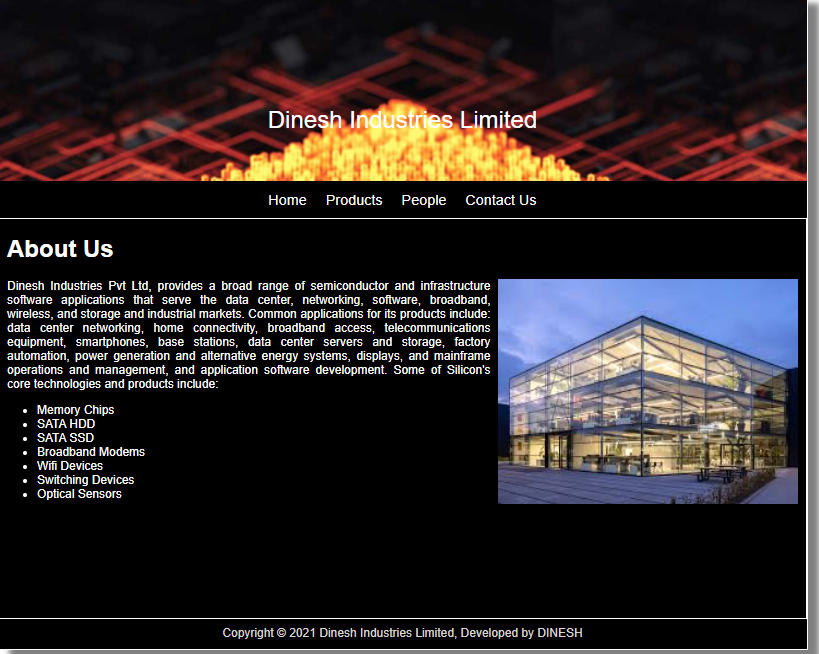 Dinesh Industries Limited
Home Products People Contact Us
About Us
Dinesh Industries Pvt Ltd, provides a broad range of semiconductor and infrastructure
software applications that serve the data center, networking, software, broadband,
wireless, and storage and industrial markets. Common applications for its products include:
data center networking, home connectivity, broadband access, telecommunications
equipment, smartphones, base stations, data center servers and storage, factory
automation, power generation and alternative energy systems, displays, and mainframe
operations and management, and application software development. Some of Silicon's
core technologies and products include:
• Memory Chips
• SATA HDD
• SATA SSD
• Broadband Modems
• Wifi Devices
• Switching Devices
• Optical Sensors
Copyright © 2021 Dinesh Industries Limited, Developed by DINESH